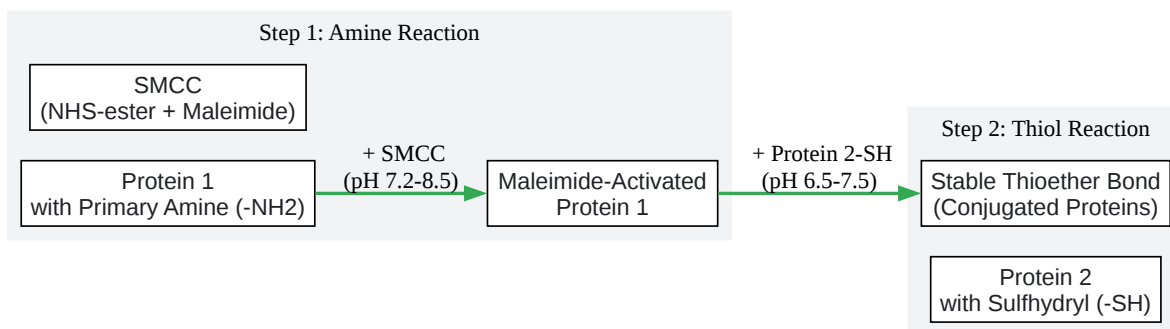 Step 1: Amine Reaction
SMCC
(NHS-ester + Maleimide)
Protein 1
with Primary Amine (-NH2)
+ SMCC
(pH 7.2-8.5)
Maleimide-Activated
Protein 1
+ Protein 2-SH
(pH 6.5-7.5)
Step 2: Thiol Reaction
Stable Thioether Bond
(Conjugated Proteins)
Protein 2
with Sulfhydryl (-SH)